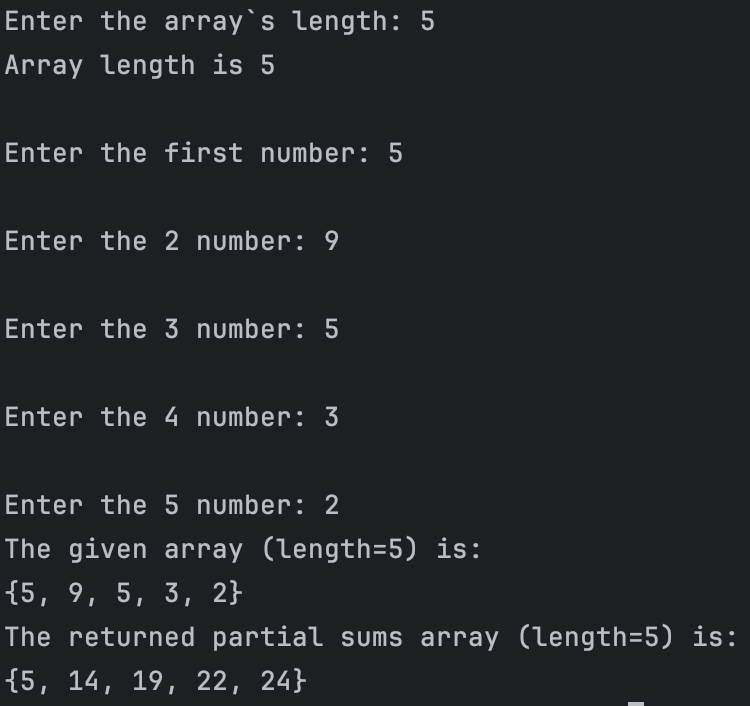 Enter the array`s length: 5
Array length is 5
Enter the first number: 5
Enter the 2 number: 9
Enter the 3 number: 5
Enter the 4 number: 3
Enter the 5 number: 2
The given array (length=5) is:
{5, 9, 5, 3, 2}
The returned partial sums array (length=5) is:
{5, 14, 19, 22, 24}